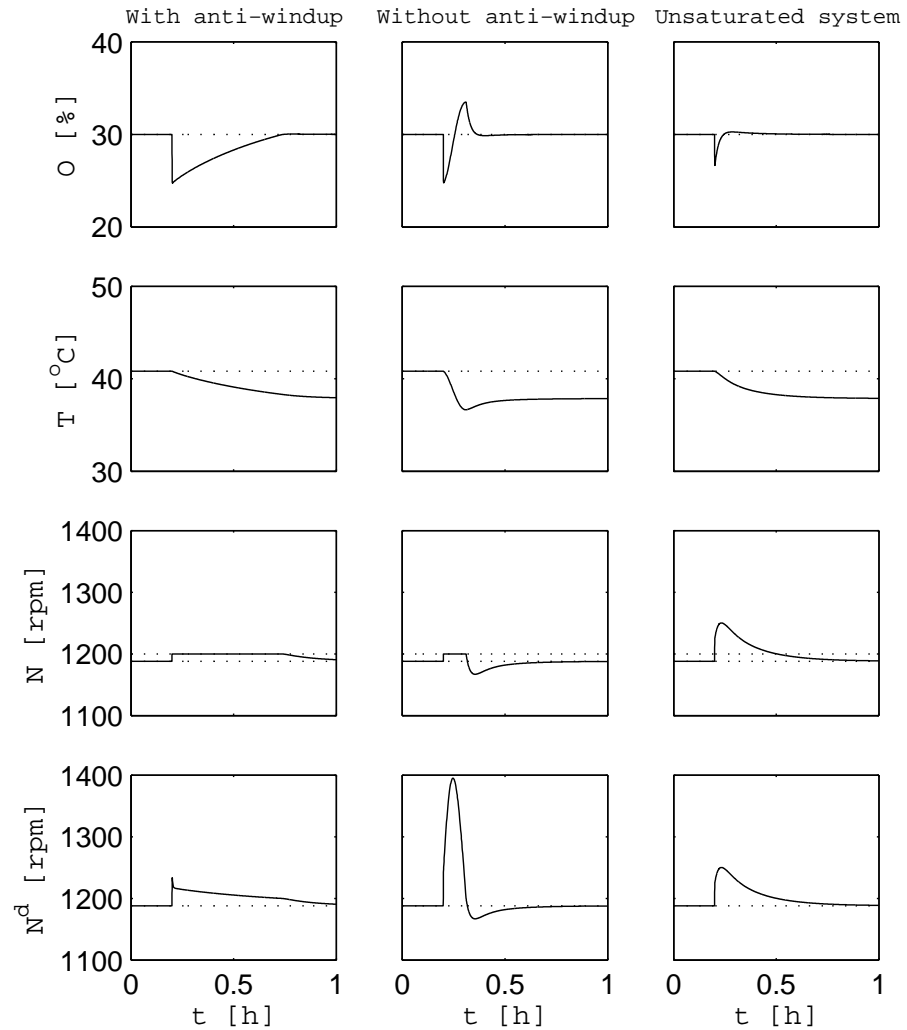 With anti-windup Without anti-windup Unsaturated system
40
30
20
O [%]
50
40
30
T [°C]
1400
1300
1200
1100
N [rpm]
1400
1300
1200
1100
N^d [rpm]
0 0.5 1 0 0.5 1 0 0.5 1
t [h] t [h] t [h]